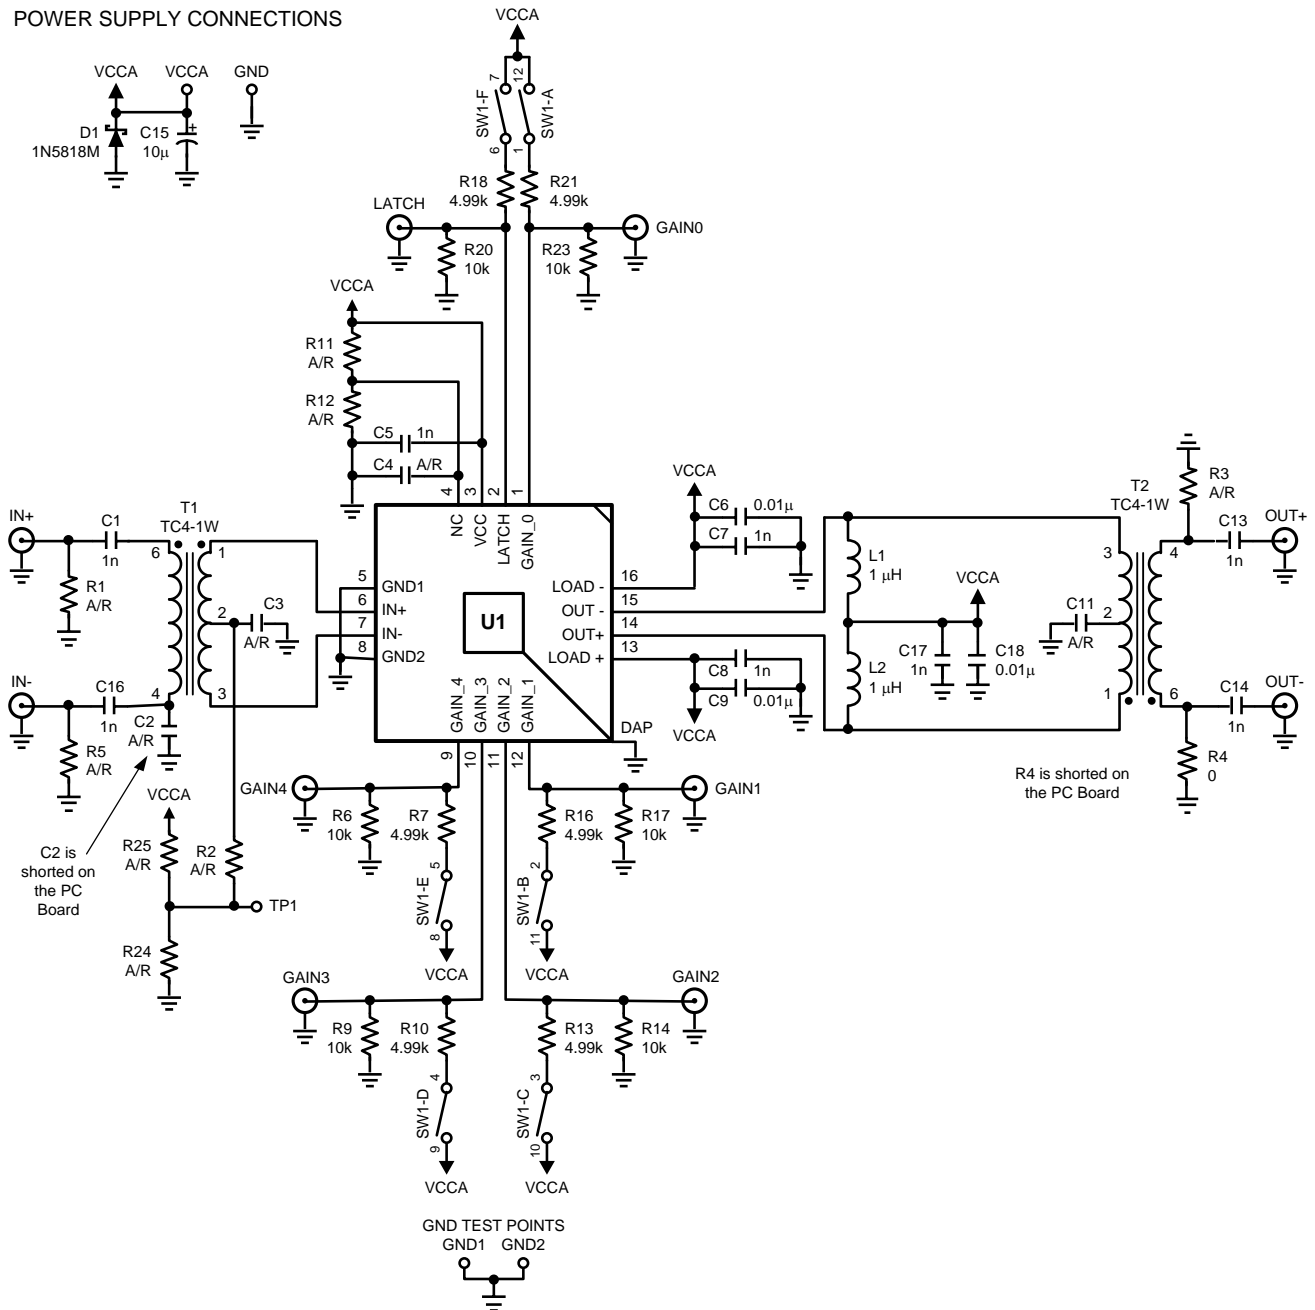 POWER SUPPLY CONNECTIONS
VCCA
VCCA
GND
D1
1N5818M
C15
10µ
+
VCCA
7
12
SW1-F
SW1-A
6
1
R18
4.99k
R21
4.99k
LATCH
GAIN0
R20
10k
R23
10k
VCCA
R11
A/R
R12
A/R
C5
1n
C4
A/R
4
3
2
1
NC
VCC
LATCH
GAIN_0
IN+
C1
1n
R1
A/R
T1
TC4-1W
6
1
2
4
3
C3
A/R
IN-
C16
1n
R5
A/R
C2
A/R
C2 is
shorted on
the PC
Board
VCCA
R25
A/R
R2
A/R
TP1
R24
A/R
5
GND1
6
IN+
7
IN-
8
GND2
U1
16
LOAD -
15
OUT -
14
OUT+
13
LOAD +
GAIN_4
GAIN_3
GAIN_2
GAIN_1
9
10
11
12
DAP
VCCA
C6
0.01µ
C7
1n
C8
1n
C9
0.01µ
VCCA
L1
1 µH
L2
1 µH
VCCA
C17
1n
C18
0.01µ
C11
A/R
T2
TC4-1W
3
4
2
1
6
R3
A/R
C13
1n
OUT+
C14
1n
OUT-
R4
0
R4 is shorted on
the PC Board
GAIN4
R6
10k
R7
4.99k
5
SW1-E
8
VCCA
R16
4.99k
R17
10k
GAIN1
2
SW1-B
11
VCCA
GAIN3
R9
10k
R10
4.99k
4
SW1-D
9
VCCA
GAIN2
R13
4.99k
R14
10k
3
SW1-C
10
VCCA
GND TEST POINTS
GND1
GND2